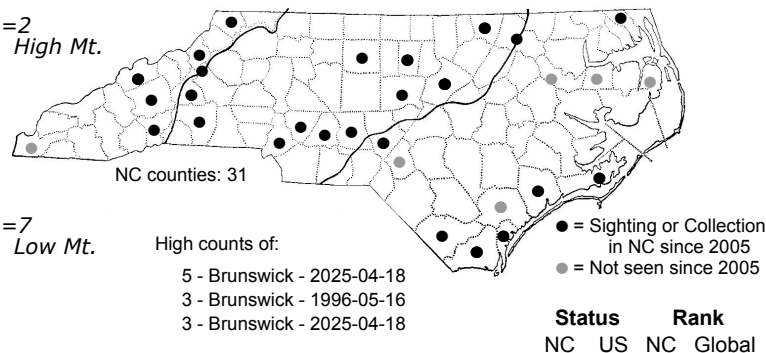 =2
High Mt.
NC counties: 31
=7
Low Mt.
High counts of:
5 - Brunswick - 2025-04-18
3 - Brunswick - 1996-05-16
3 - Brunswick - 2025-04-18
● = Sighting or Collection
in NC since 2005
● = Not seen since 2005
Status Rank
NC US NC Global